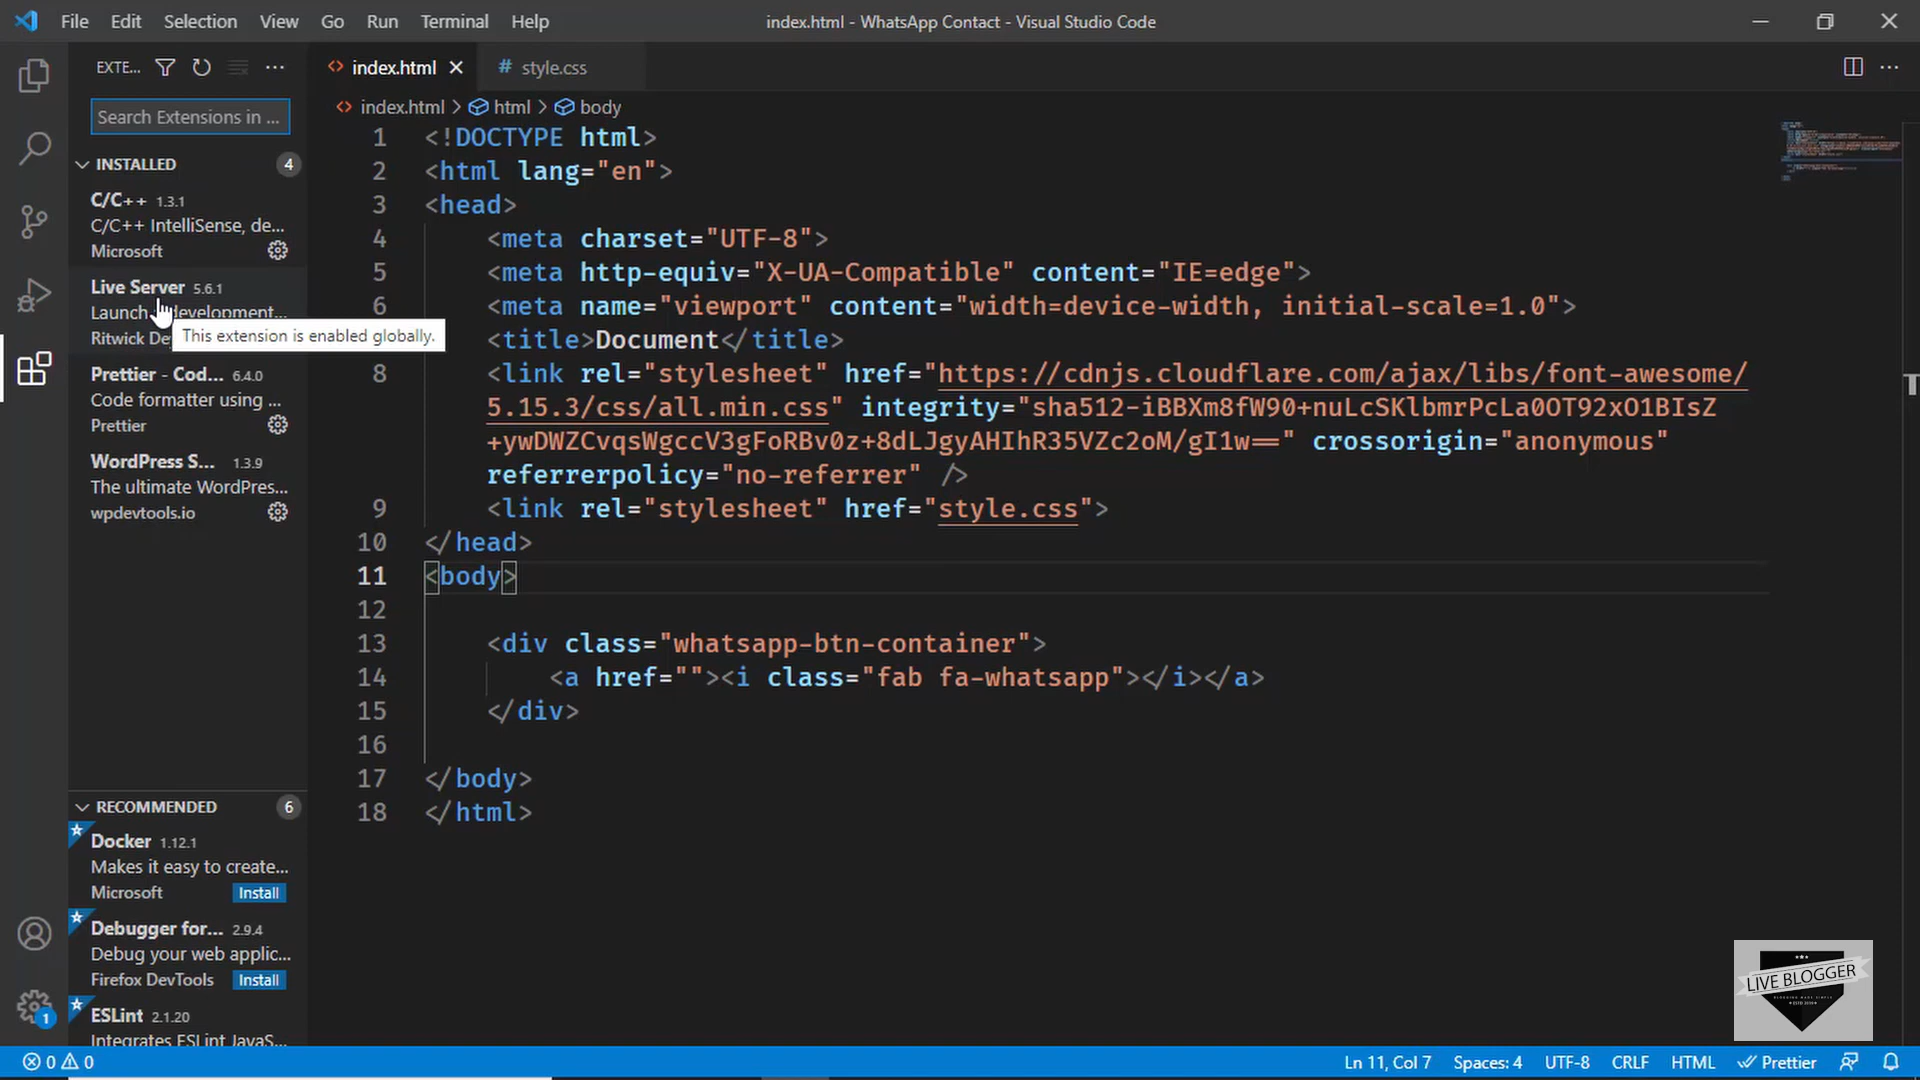 File Edit Selection View Go Run Terminal Help index.html - WhatsApp Contact - Visual Studio Code
EXTE...
Search Extensions in ...
INSTALLED 4
C/C++ 1.3.1
C/C++ IntelliSense, de...
Microsoft
Live Server 5.6.1
Launch development...
Ritwick De
This extension is enabled globally.
Prettier - Cod... 6.4.0
Code formatter using ...
Prettier
WordPress S... 1.3.9
The ultimate WordPres...
wpdevtools.io
RECOMMENDED 6
Docker 1.12.1
Makes it easy to create...
Microsoft Install
Debugger for... 2.9.4
Debug your web applic...
Firefox DevTools Install
ESLint 2.1.20
Integrates ESLint JavaS...
1
index.html # style.css
index.html > html > body
1 <!DOCTYPE html>
2 <html lang="en">
3 <head>
4 <meta charset="UTF-8">
5 <meta http-equiv="X-UA-Compatible" content="IE=edge">
6 <meta name="viewport" content="width=device-width, initial-scale=1.0">
<title>Document</title>
8 <link rel="stylesheet" href="https://cdnjs.cloudflare.com/ajax/libs/font-awesome/
5.15.3/css/all.min.css" integrity="sha512-iBBXm8fW90+nuLcSKlbmrPcLa0OT92xO1BIsZ
+ywDWZCvqsWgccV3gFoRBv0z+8dLJgyAHIhR35VZc2oM/gI1w==" crossorigin="anonymous"
referrerpolicy="no-referrer" />
9 <link rel="stylesheet" href="style.css">
10 </head>
11 <body>
12
13 <div class="whatsapp-btn-container">
14 <a href=""><i class="fab fa-whatsapp"></i></a>
15 </div>
16
17 </body>
18 </html>
LIVE BLOGGER
0 0 Ln 11, Col 7 Spaces: 4 UTF-8 CRLF HTML Prettier